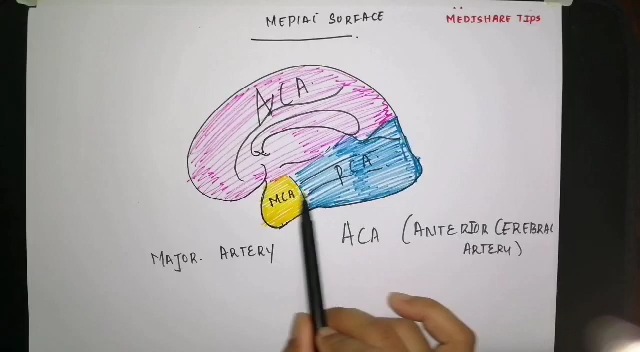 MEDIAL SURFACE
MEDISHARE TIPS
ACA
PCA
MCA
MAJOR. ARTERY
ACA (ANTERIOR CEREBRAL
ARTERY)